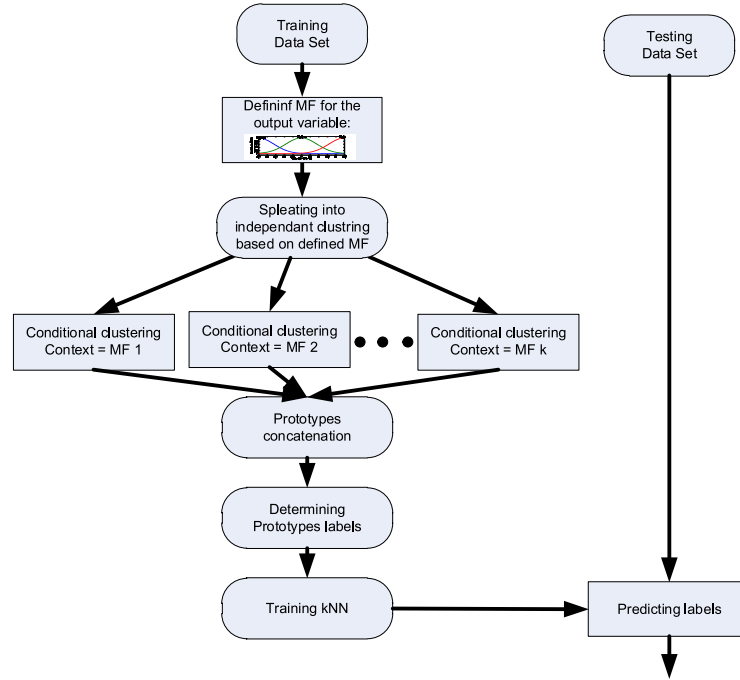 Training
Data Set
Testing
Data Set
Defininf MF for the
output variable:
Spleating into
independant clustring
based on defined MF
Conditional clustering
Context = MF 1
Conditional clustering
Context = MF 2
Conditional clustering
Context = MF k
Prototypes
concatenation
Determining
Prototypes labels
Training kNN
Predicting labels